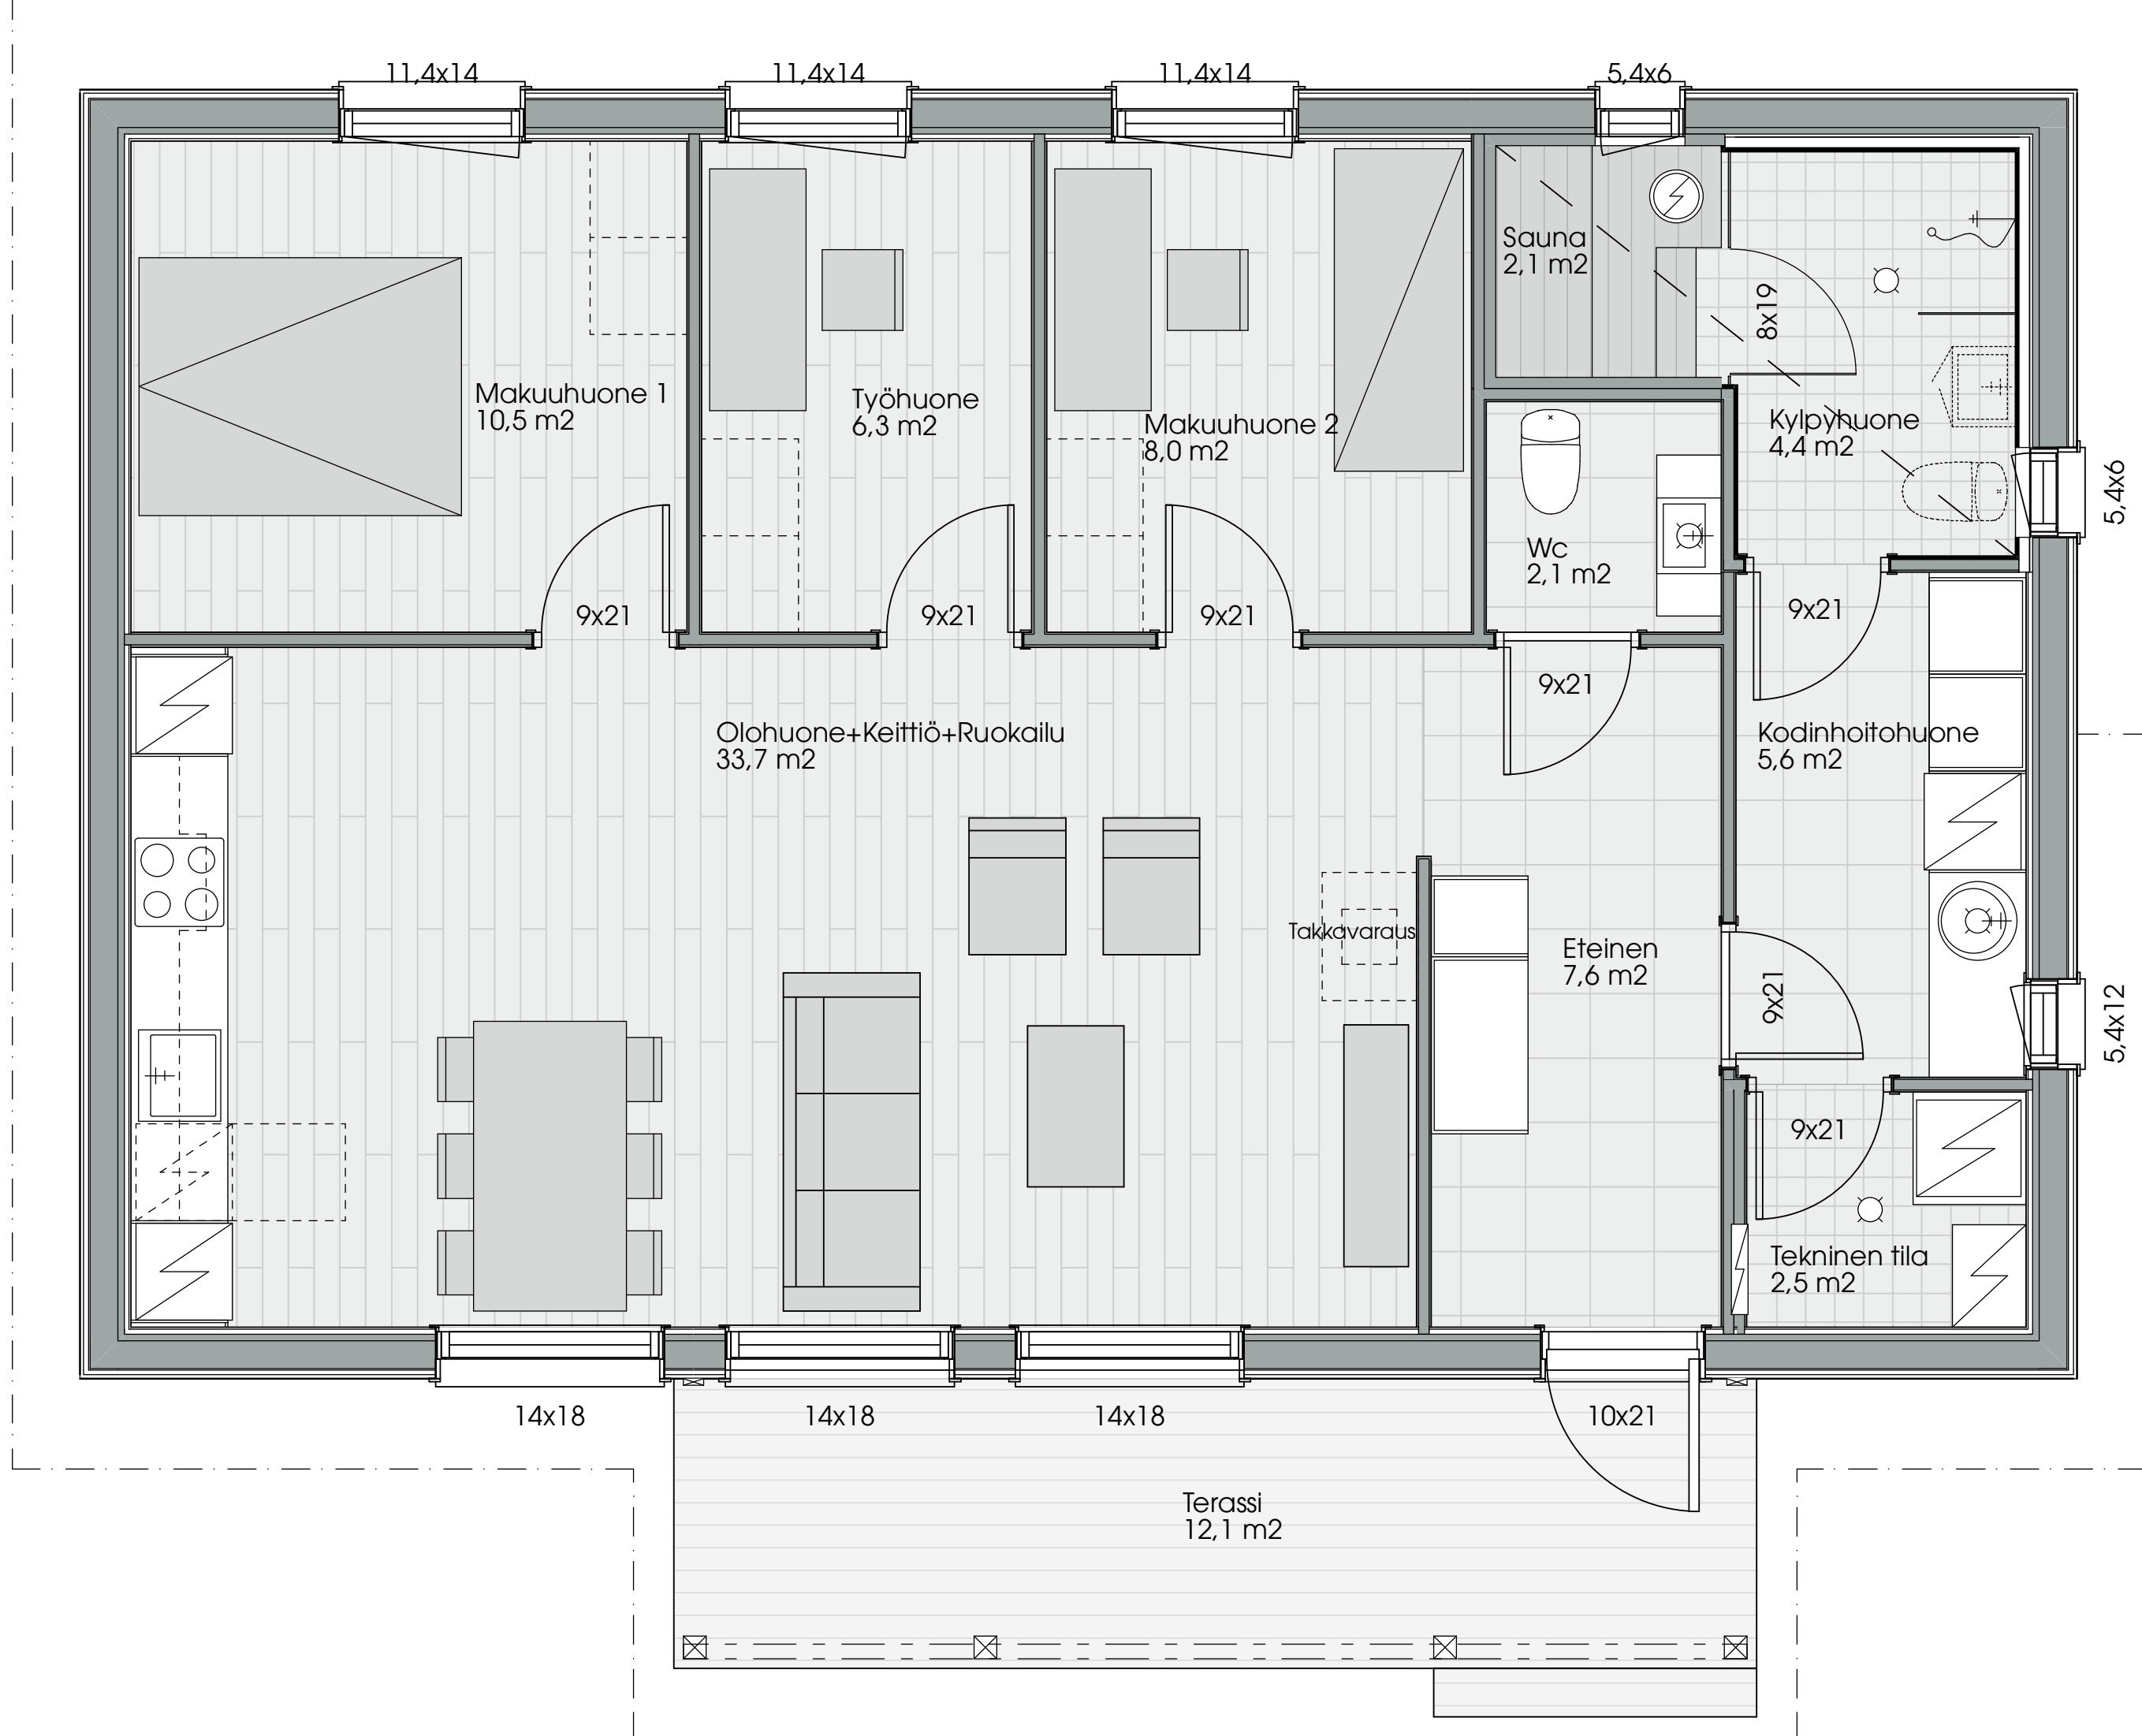 11,4x14
11,4x14
11,4x14
5,4x6
Sauna
2,1 m2
8x19
Makuuhuone 1
10,5 m2
Työhuone
6,3 m2
Makuuhuone 2
8,0 m2
Kylpyhuone
4,4 m2
5,4x6
Wc
2,1 m2
9x21
9x21
9x21
9x21
9x21
Olohuone+Keittiö+Ruokailu
33,7 m2
Kodinhoitohuone
5,6 m2
Takkavaraus
Eteinen
7,6 m2
9x21
5,4x12
9x21
Tekninen tila
2,5 m2
14x18
14x18
14x18
10x21
Terassi
12,1 m2